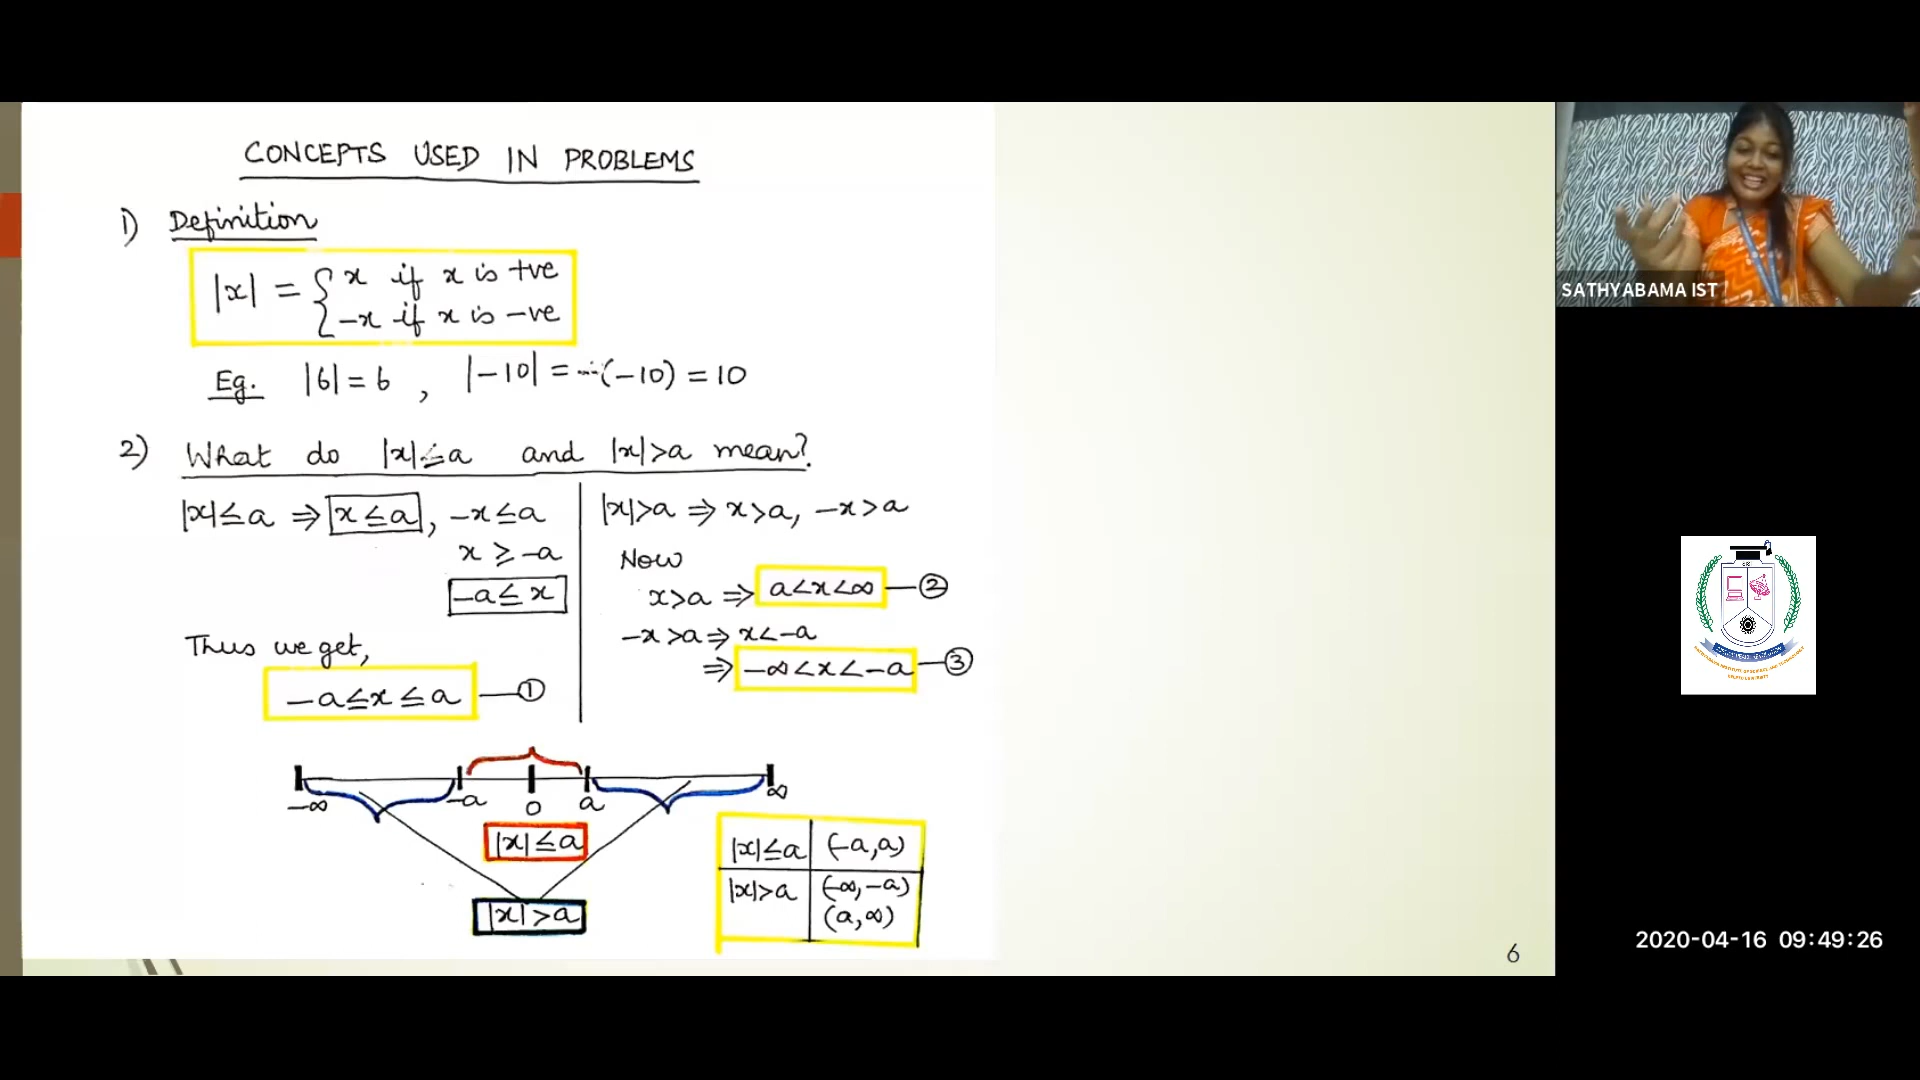 CONCEPTS USED IN PROBLEMS
1) Definition
|x| = { x if x is +ve
-x if x is -ve
Eg. |6| = 6 , |-10| = -(-10) = 10
2) What do |x| ≤ a and |x| > a mean?
|x| ≤ a ⇒ x ≤ a, -x ≤ a
x ≥ -a
-a ≤ x
Thus we get,
-a ≤ x ≤ a — ①
|x| > a ⇒ x > a, -x > a
Now
x > a ⇒ a < x < ∞ — ②
-x > a ⇒ x < -a
⇒ -∞ < x < -a — ③
-∞ -a 0 a ∞
|x| ≤ a
|x| > a
|x| ≤ a (-a, a)
|x| > a (-∞, -a)
(a, ∞)
6
SATHYABAMA IST
2020-04-16 09:49:26